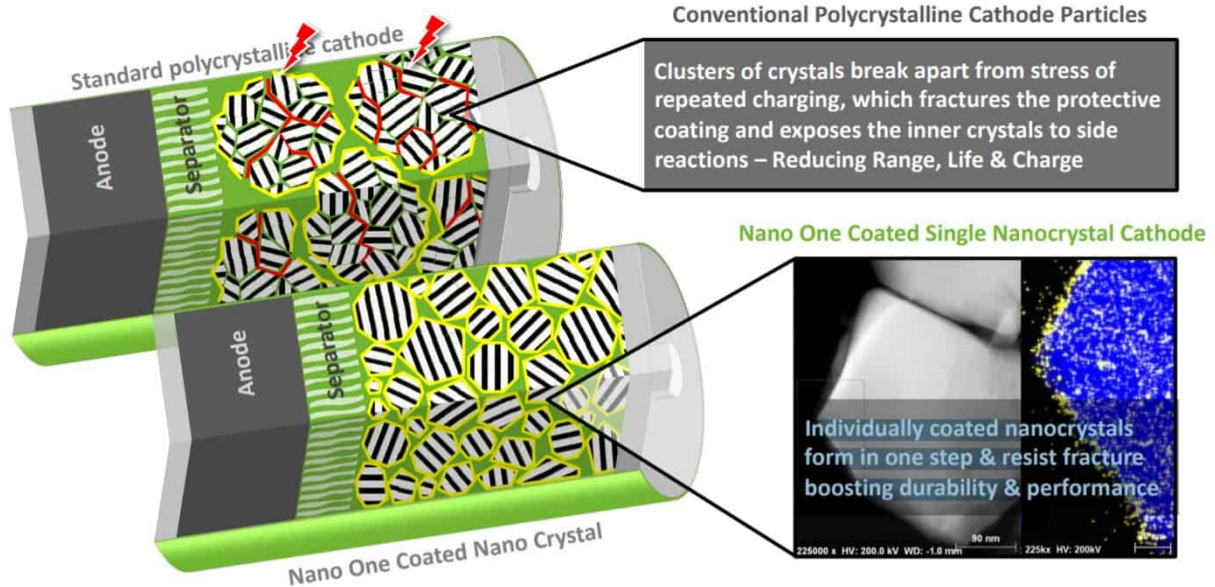 Conventional Polycrystalline Cathode Particles
Standard polycrystalline cathode
Clusters of crystals break apart from stress of
repeated charging, which fractures the protective
coating and exposes the inner crystals to side
reactions – Reducing Range, Life & Charge
Anode
Separator
Nano One Coated Single Nanocrystal Cathode
Anode
Separator
Individually coated nanocrystals
form in one step & resist fracture
boosting durability & performance
90 nm
225000 x HV: 200.0 kV WD: -1.0 mm
225kx HV: 200kV
nm
Nano One Coated Nano Crystal